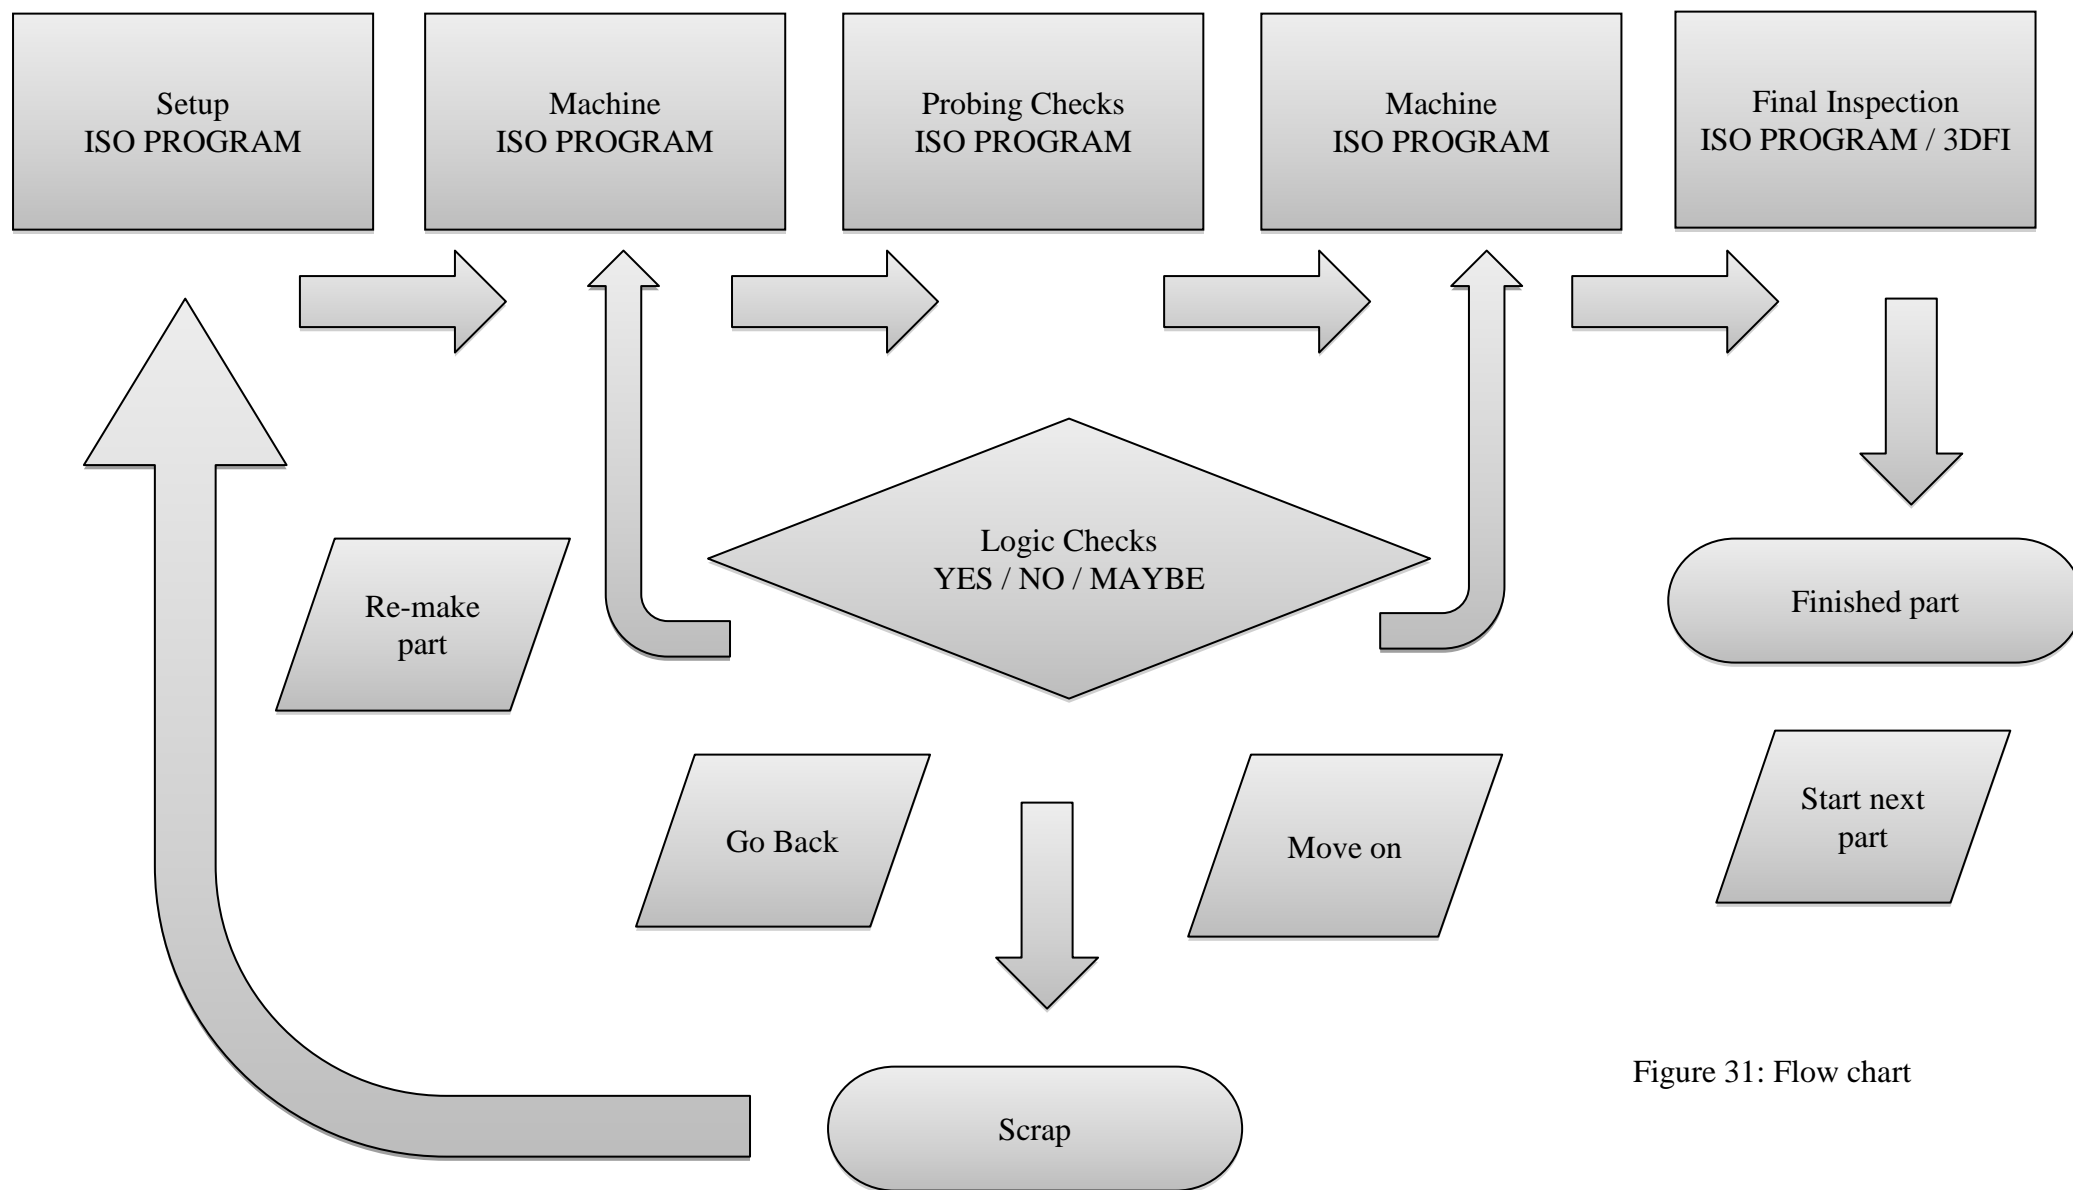 Setup
ISO PROGRAM
Machine
ISO PROGRAM
Probing Checks
ISO PROGRAM
Machine
ISO PROGRAM
Final Inspection
ISO PROGRAM / 3DFI
Logic Checks
YES / NO / MAYBE
Re-make
part
Finished part
Go Back
Move on
Start next
part
Scrap
Figure 31: Flow chart